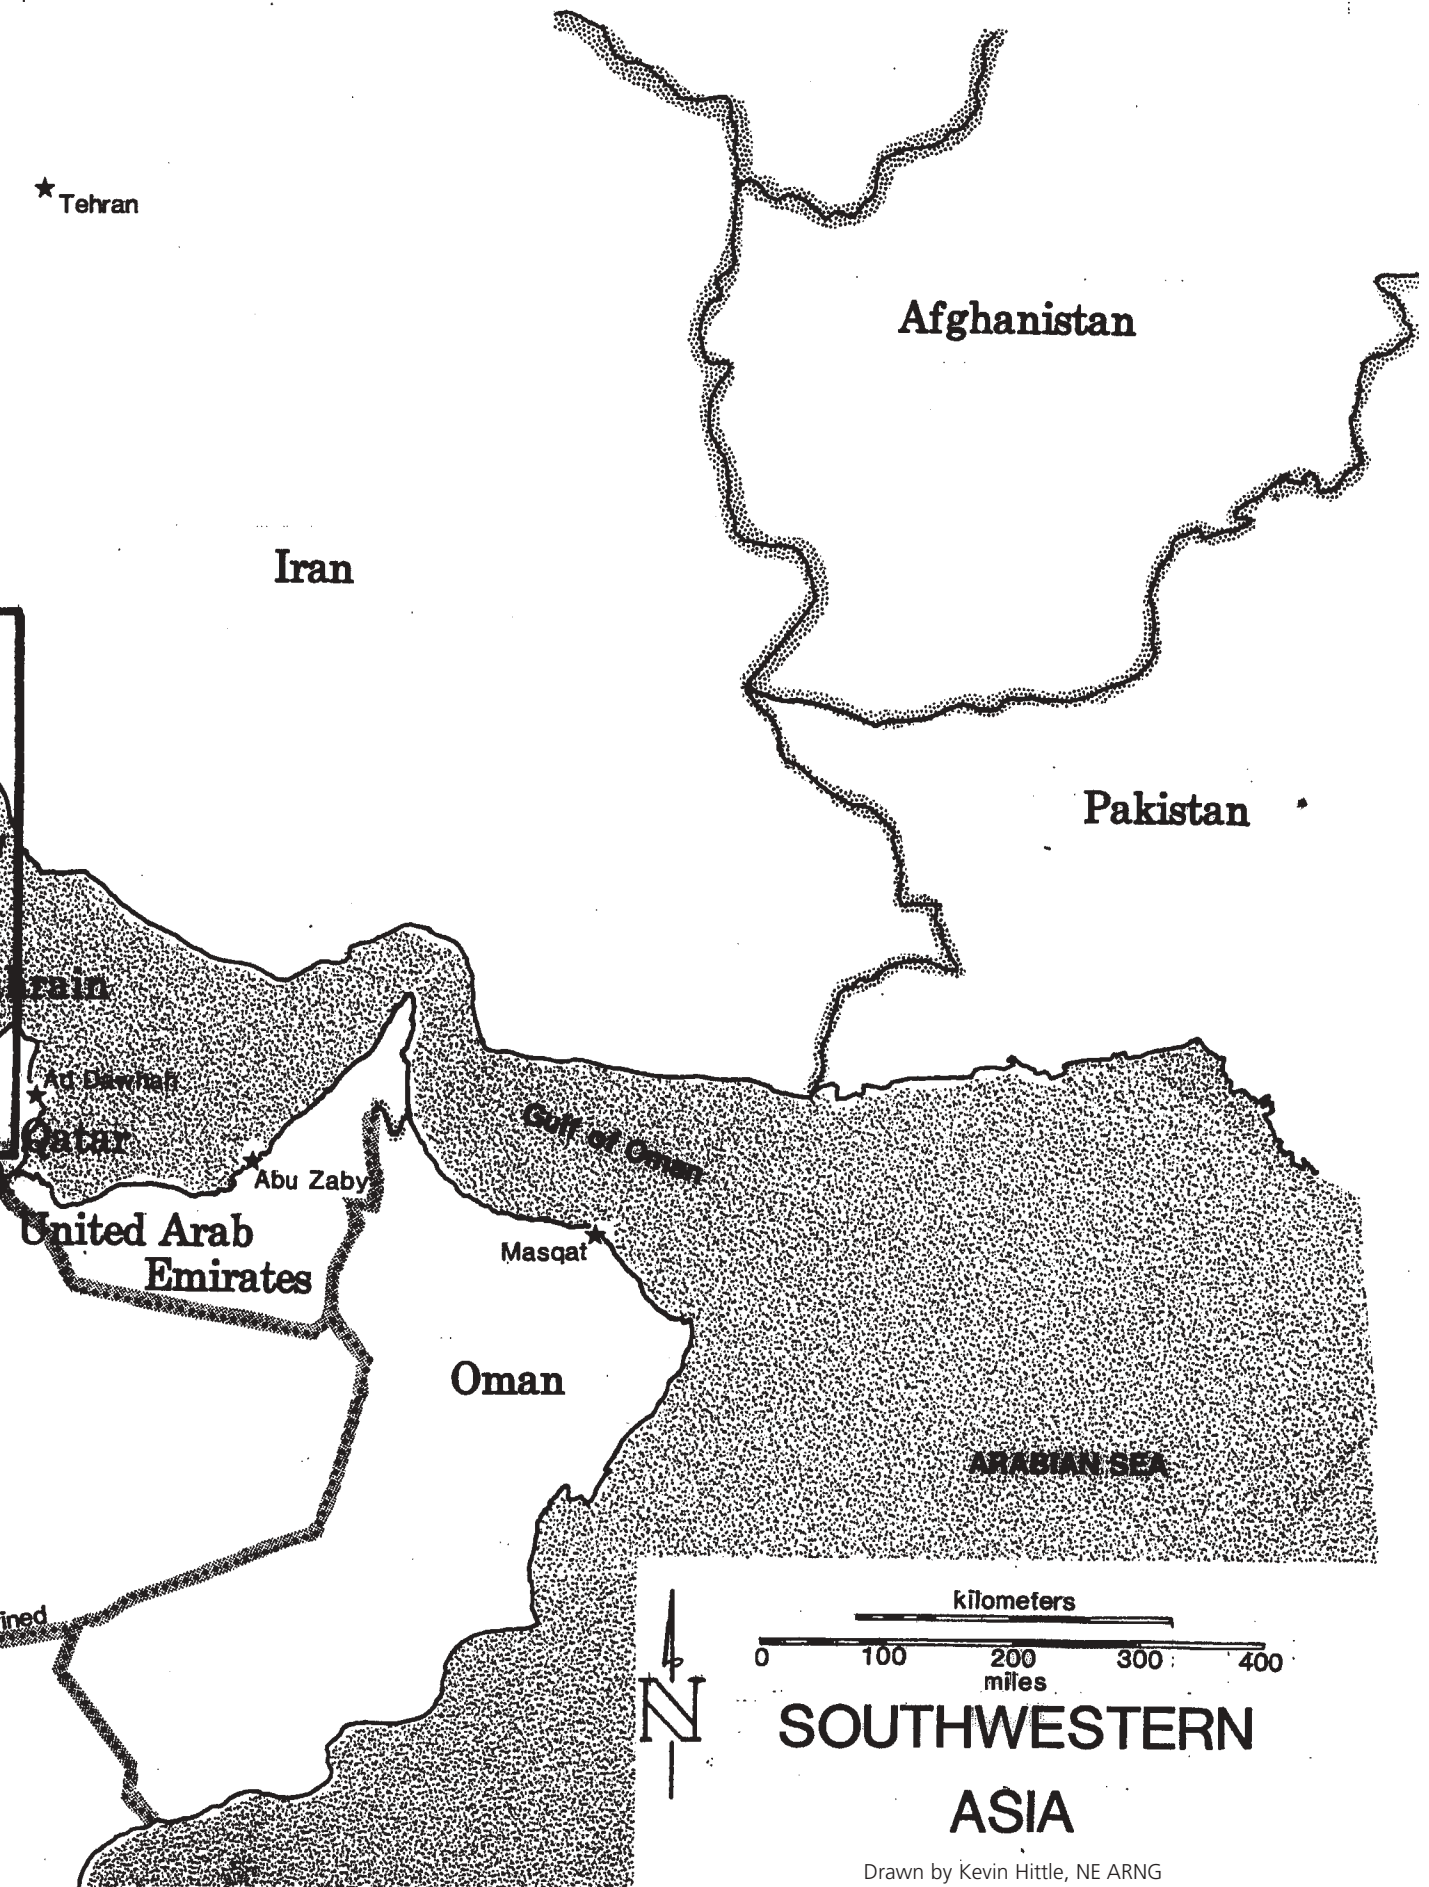 Tehran
Afghanistan
Iran
Pakistan
Ad Dawhah
Qatar
Gulf of Oman
Abu Zaby
United Arab
Emirates
Masqat
Oman
ARABIAN SEA
kilometers
0 100 200 300 400
miles
N
SOUTHWESTERN
ASIA
Drawn by Kevin Hittle, NE ARNG